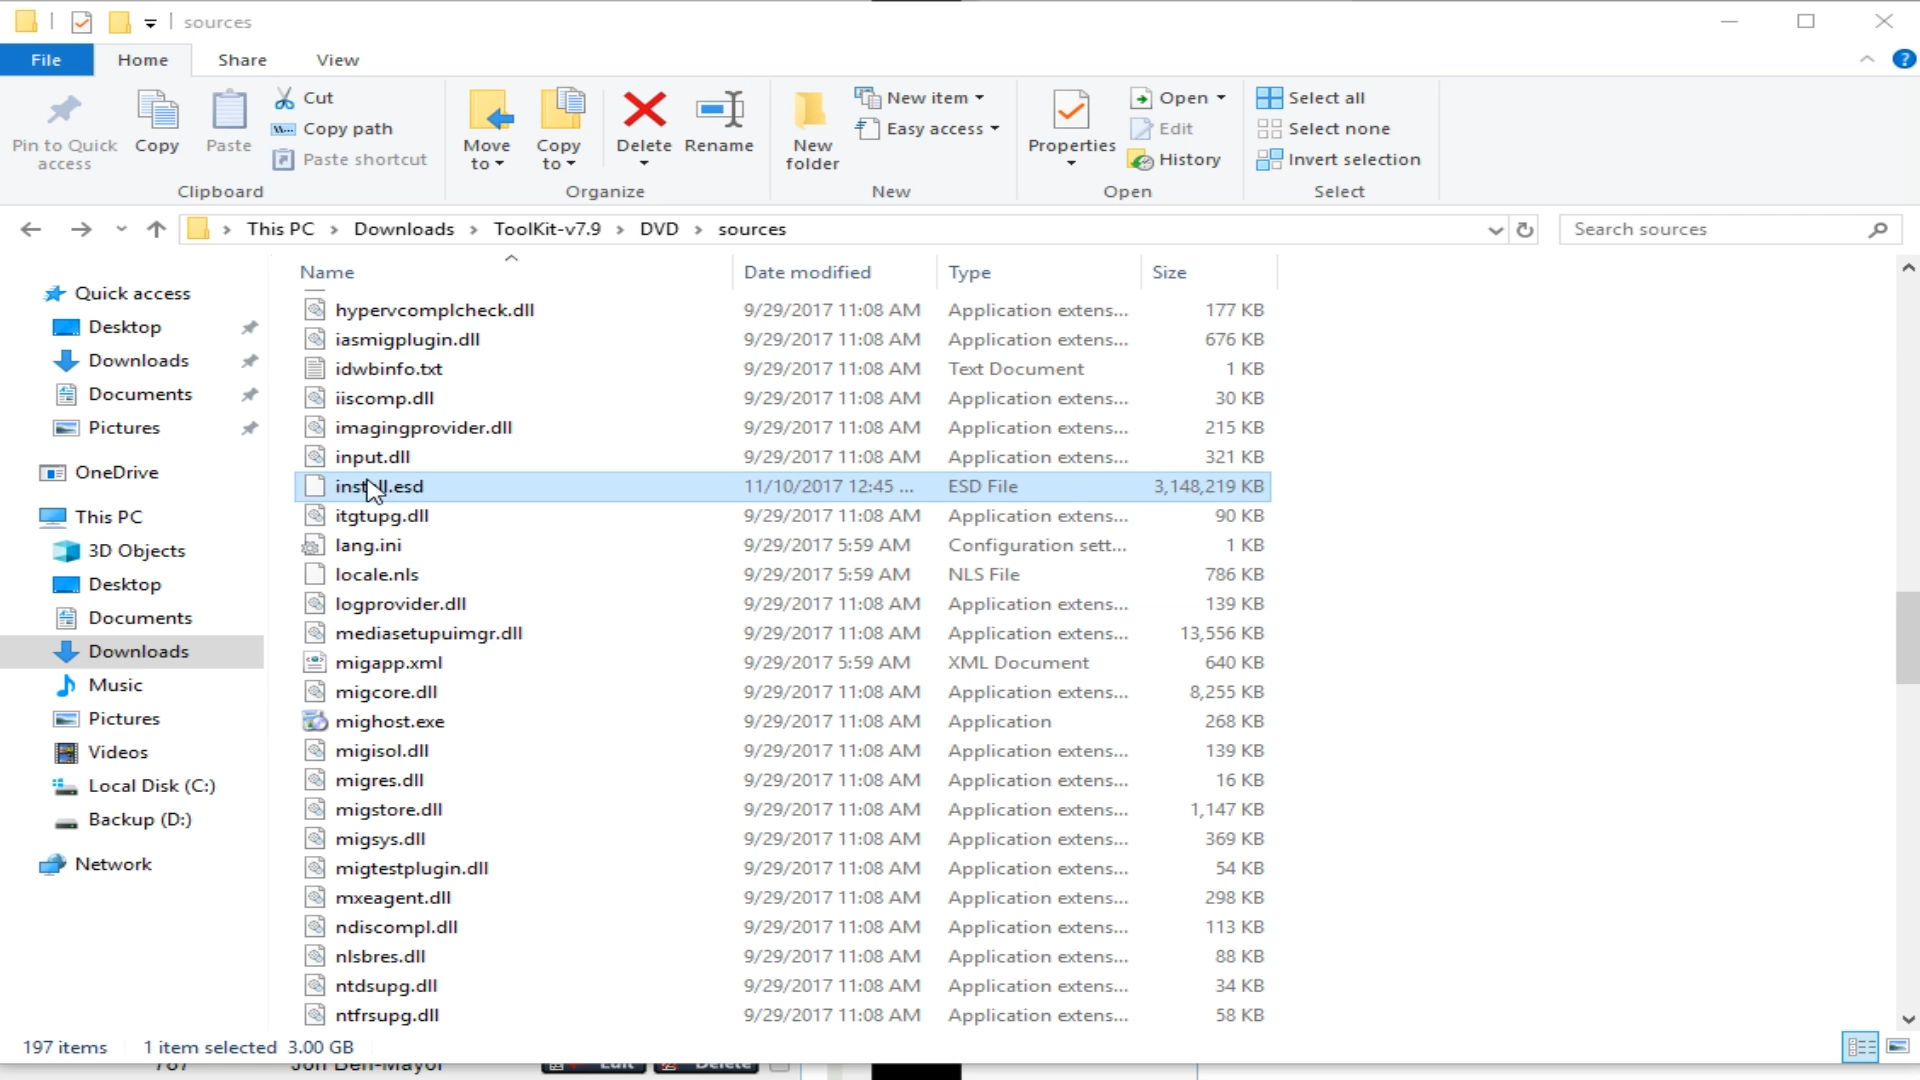 sources
File Home Share View
Pin to Quick access
Copy
Paste
Cut
Copy path
Paste shortcut
Clipboard
Move to
Copy to
Delete
Rename
Organize
New folder
New item
Easy access
New
Properties
Open
Edit
History
Open
Select all
Select none
Invert selection
Select
This PC > Downloads > ToolKit-v7.9 > DVD > sources
Search sources
Quick access
Desktop
Downloads
Documents
Pictures
OneDrive
This PC
3D Objects
Desktop
Documents
Downloads
Music
Pictures
Videos
Local Disk (C:)
Backup (D:)
Network
Name Date modified Type Size
hypervcomplcheck.dll 9/29/2017 11:08 AM Application extens... 177 KB
iasmigplugin.dll 9/29/2017 11:08 AM Application extens... 676 KB
idwbinfo.txt 9/29/2017 11:08 AM Text Document 1 KB
iiscomp.dll 9/29/2017 11:08 AM Application extens... 30 KB
imagingprovider.dll 9/29/2017 11:08 AM Application extens... 215 KB
input.dll 9/29/2017 11:08 AM Application extens... 321 KB
install.esd 11/10/2017 12:45 ... ESD File 3,148,219 KB
itgtupg.dll 9/29/2017 11:08 AM Application extens... 90 KB
lang.ini 9/29/2017 5:59 AM Configuration sett... 1 KB
locale.nls 9/29/2017 5:59 AM NLS File 786 KB
logprovider.dll 9/29/2017 11:08 AM Application extens... 139 KB
mediasetupuimgr.dll 9/29/2017 11:08 AM Application extens... 13,556 KB
migapp.xml 9/29/2017 5:59 AM XML Document 640 KB
migcore.dll 9/29/2017 11:08 AM Application extens... 8,255 KB
mighost.exe 9/29/2017 11:08 AM Application 268 KB
migisol.dll 9/29/2017 11:08 AM Application extens... 139 KB
migres.dll 9/29/2017 11:08 AM Application extens... 16 KB
migstore.dll 9/29/2017 11:08 AM Application extens... 1,147 KB
migsys.dll 9/29/2017 11:08 AM Application extens... 369 KB
migtestplugin.dll 9/29/2017 11:08 AM Application extens... 54 KB
mxeagent.dll 9/29/2017 11:08 AM Application extens... 298 KB
ndiscompl.dll 9/29/2017 11:08 AM Application extens... 113 KB
nlsbres.dll 9/29/2017 11:08 AM Application extens... 88 KB
ntdsupg.dll 9/29/2017 11:08 AM Application extens... 34 KB
ntfrsupg.dll 9/29/2017 11:08 AM Application extens... 58 KB
197 items 1 item selected 3.00 GB
Jon Ben-Mayor Edit Delete